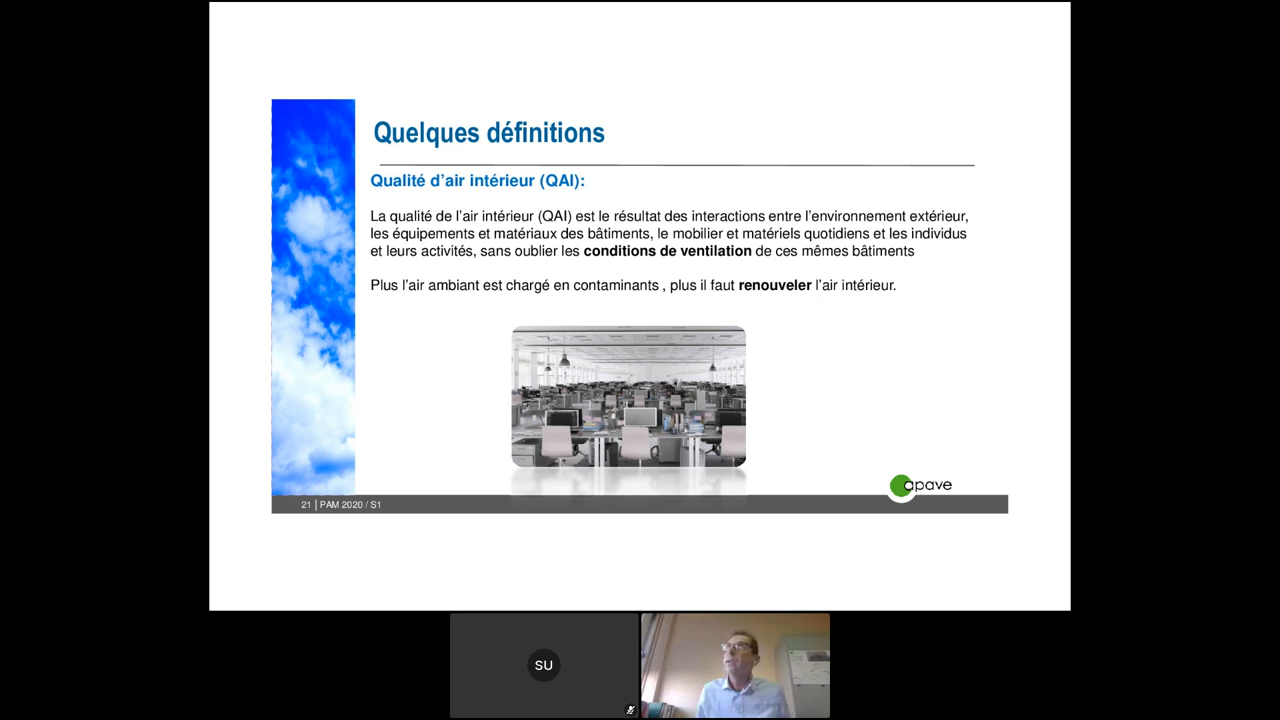 Quelques définitions
Qualité d’air intérieur (QAI):
La qualité de l’air intérieur (QAI) est le résultat des interactions entre l’environnement extérieur,
les équipements et matériaux des bâtiments, le mobilier et matériels quotidiens et les individus
et leurs activités, sans oublier les conditions de ventilation de ces mêmes bâtiments
Plus l’air ambiant est chargé en contaminants , plus il faut renouveler l’air intérieur.
apave
21 | PAM 2020 / S1
SU